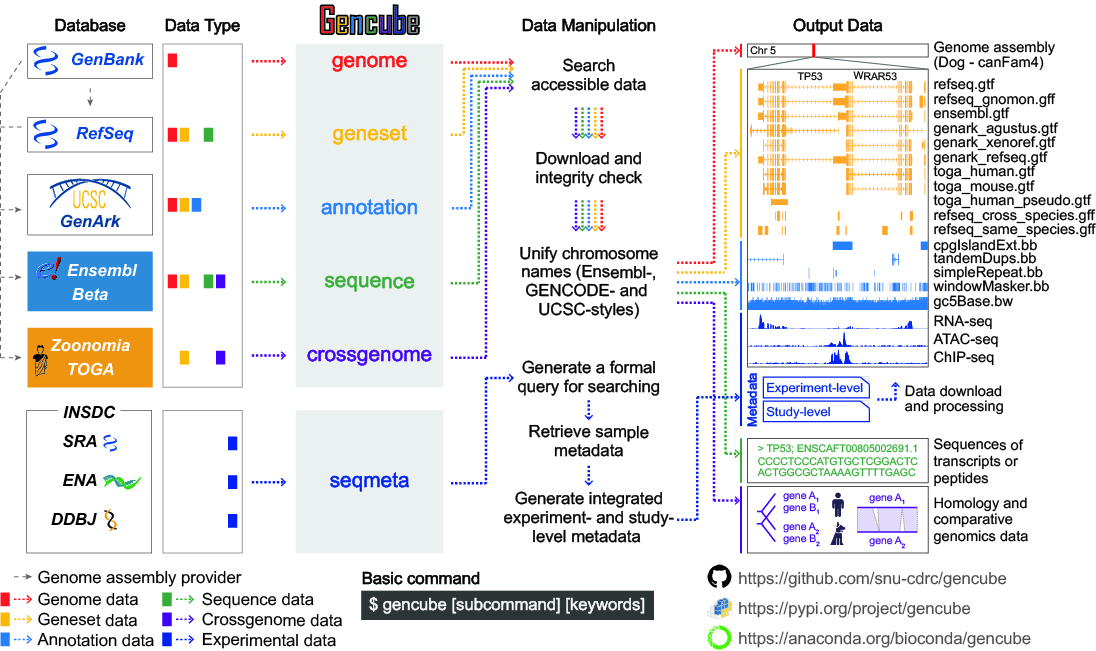 Database
Data Type
Gencube
Data Manipulation
Output Data
GenBank
RefSeq
UCSC
GenArk
Ensembl
Beta
Zoonomia
TOGA
INSDC
SRA
ENA
DDBJ
genome
geneset
annotation
sequence
crossgenome
seqmeta
Search
accessible data
Download and
integrity check
Unify chromosome
names (Ensembl-,
GENCODE- and
UCSC-styles)
Generate a formal
query for searching
Retrieve sample
metadata
Generate integrated
experiment- and study-
level metadata
Chr 5
Genome assembly
(Dog - canFam4)
TP53
WRAR53
refseq.gtf
refseq_gnomon.gff
ensembl.gtf
genark_agustus.gtf
genark_xenoref.gtf
genark_refseq.gtf
toga_human.gtf
toga_mouse.gtf
toga_human_pseudo.gtf
refseq_cross_species.gff
refseq_same_species.gff
cpgIslandExt.bb
tandemDups.bb
simpleRepeat.bb
windowMasker.bb
gc5Base.bw
RNA-seq
ATAC-seq
ChIP-seq
Metadata
Experiment-level
Study-level
Data download
and processing
> TP53; ENSCAFT00805002691.1
CCCCTCCCATGTGCTCGGACTC
ACTGGCGCTAAAAGTTTTGAGC
Sequences of
transcripts or
peptides
gene A1
gene B1
gene A2
gene B2
gene A1
gene A2
Homology and
comparative
genomics data
Genome assembly provider
Genome data
Geneset data
Annotation data
Sequence data
Crossgenome data
Experimental data
Basic command
$ gencube [subcommand] [keywords]
https://github.com/snu-cdrc/gencube
https://pypi.org/project/gencube
https://anaconda.org/bioconda/gencube